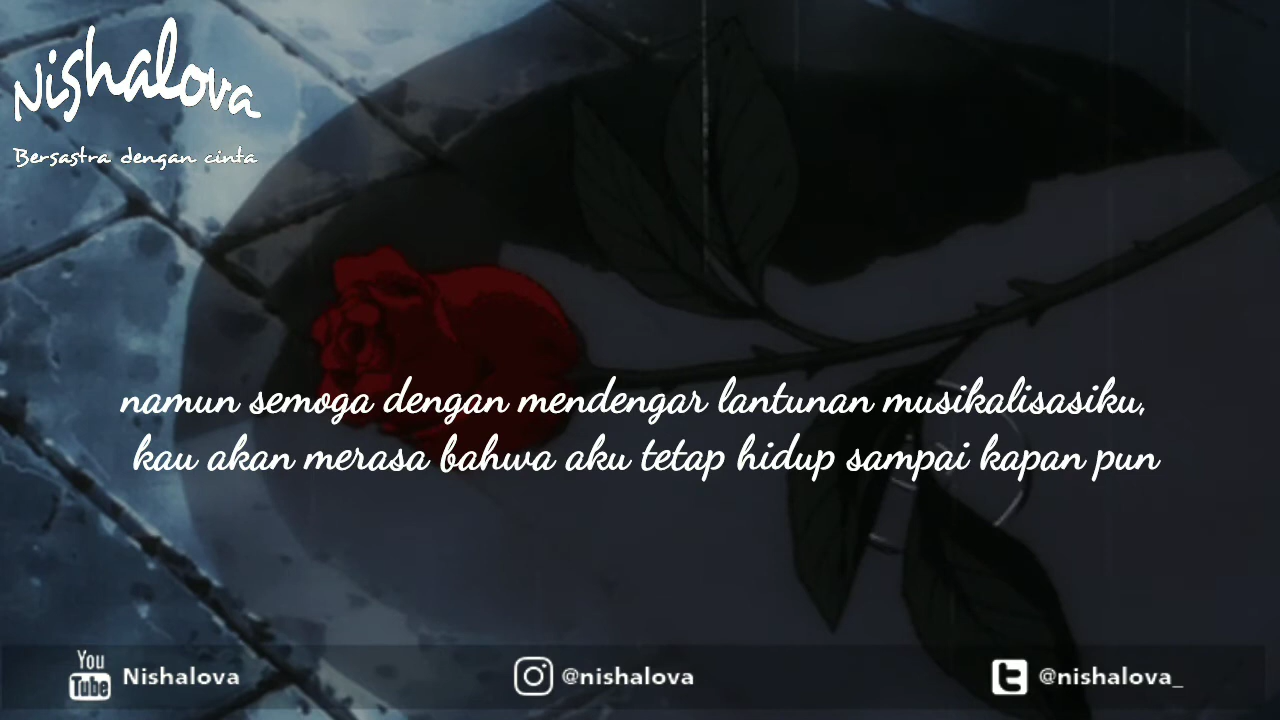 Nishalova
Bersastra dengan cinta
namun semoga dengan mendengar lantunan musikalisasiku,
kau akan merasa bahwa aku tetap hidup sampai kapan pun
You Tube Nishalova
@nishalova
@nishalova_